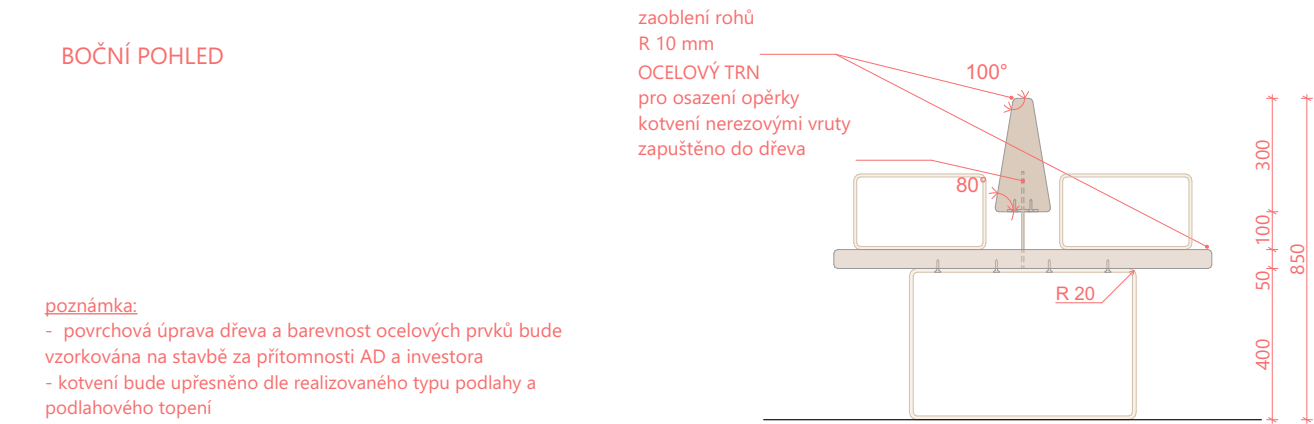 BOČNÍ POHLED
zaoblení rohů
R 10 mm
OCELOVÝ TRN
pro osazení opěrky
kotvení nerezovými vruty
zapuštěno do dřeva
100°
80°
R 20
300
100
50
400
850
poznámka:
- povrchová úprava dřeva a barevnost ocelových prvků bude
vzorkována na stavbě za přítomnosti AD a investora
- kotvení bude upřesněno dle realizovaného typu podlahy a
podlahového topení